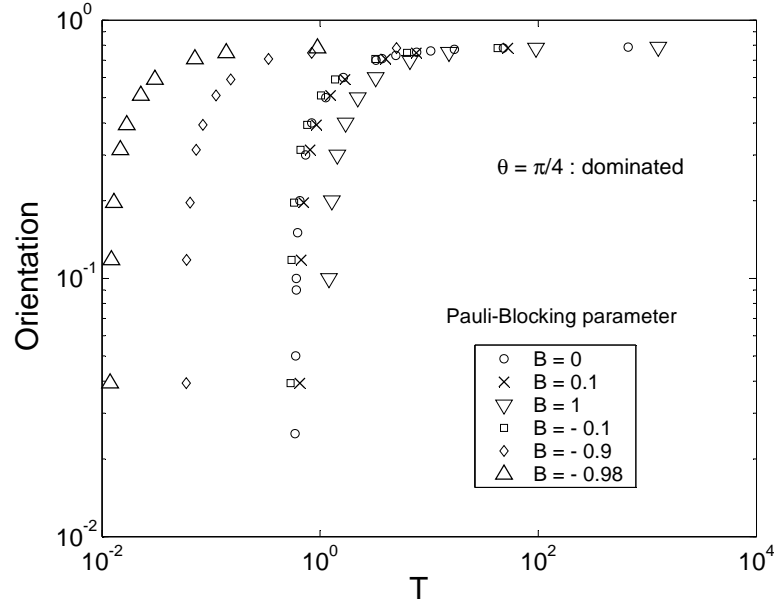 10^0
10^-1
10^-2
Orientation
10^-2
10^0
10^2
10^4
T
θ = π/4 : dominated
Pauli-Blocking parameter
B = 0
B = 0.1
B = 1
B = - 0.1
B = - 0.9
B = - 0.98